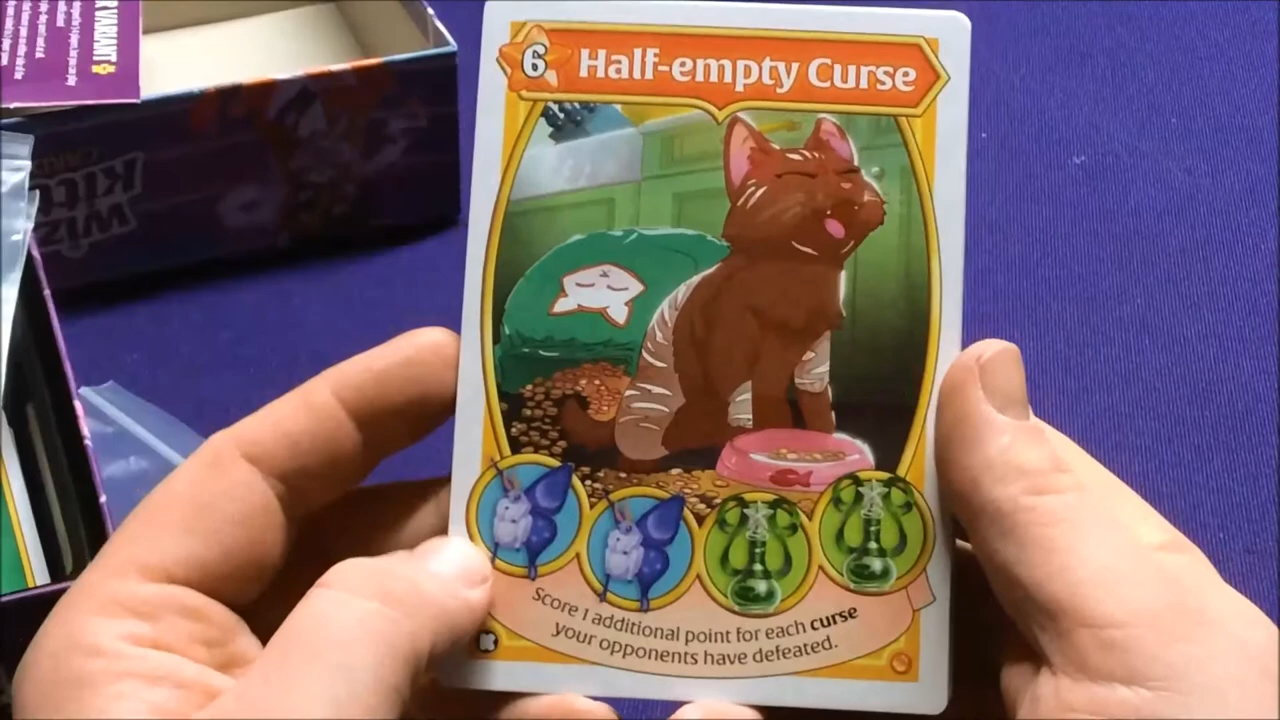 R VARIANT
6
Half-empty Curse
Score 1 additional point for each curse
your opponents have defeated.